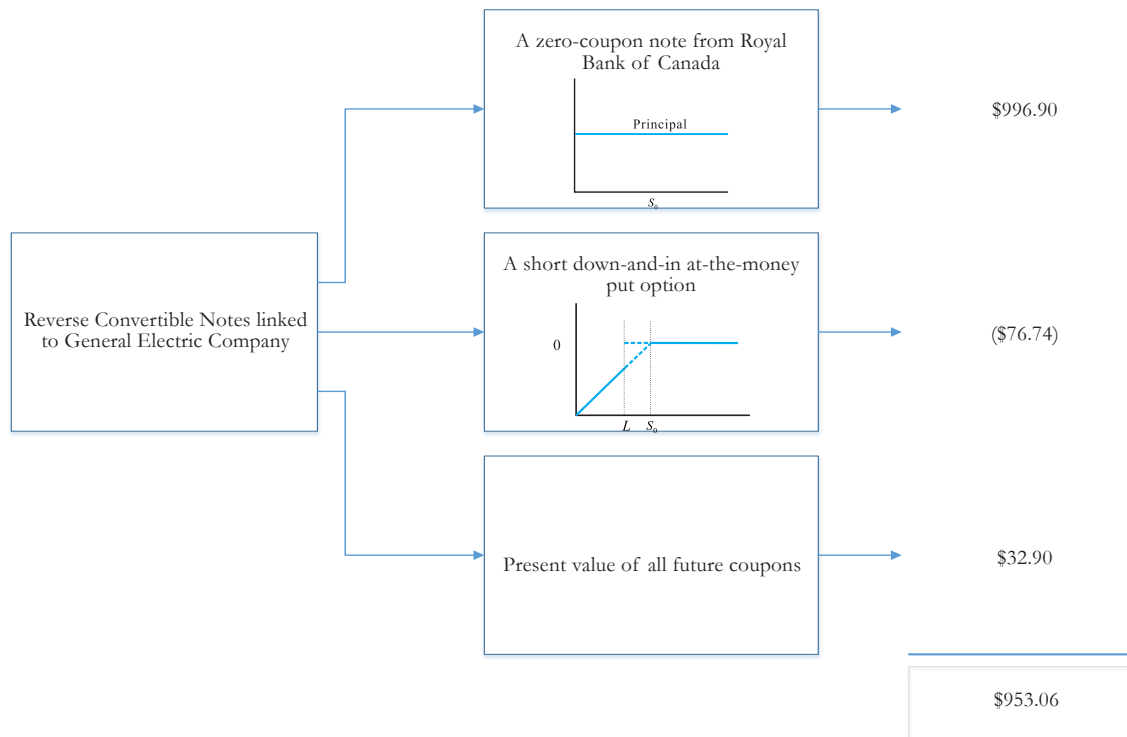 A zero-coupon note from Royal
Bank of Canada
Principal
S₀
$996.90
Reverse Convertible Notes linked
to General Electric Company
A short down-and-in at-the-money
put option
0
L S₀
($76.74)
Present value of all future coupons
$32.90
$953.06